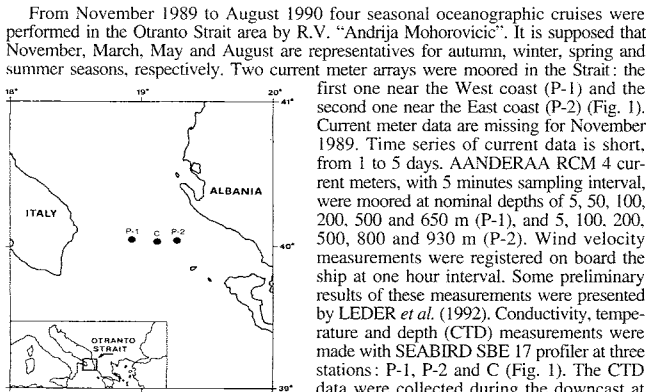 From November 1989 to August 1990 four seasonal oceanographic cruises were
performed in the Otranto Strait area by R.V. “Andrija Mohorovicic”. It is supposed that
November, March, May and August are representatives for autumn, winter, spring and
summer seasons, respectively. Two current meter arrays were moored in the Strait: the
first one near the West coast (P-1) and the
second one near the East coast (P-2) (Fig. 1).
Current meter data are missing for November
1989. Time series of current data is short,
from 1 to 5 days. AANDERAA RCM 4 cur-
rent meters, with 5 minutes sampling interval,
were moored at nominal depths of 5, 50, 100,
200, 500 and 650 m (P-1), and 5, 100, 200,
500, 800 and 930 m (P-2). Wind velocity
measurements were registered on board the
ship at one hour interval. Some preliminary
results of these measurements were presented
by LEDER et al. (1992). Conductivity, tempe-
rature and depth (CTD) measurements were
made with SEABIRD SBE 17 profiler at three
stations: P-1, P-2 and C (Fig. 1). The CTD
data were collected during the downcast at
18° 19° 20°
41°
ALBANIA
ITALY
P-1 C P-2
40°
OTRANTO
STRAIT
39°